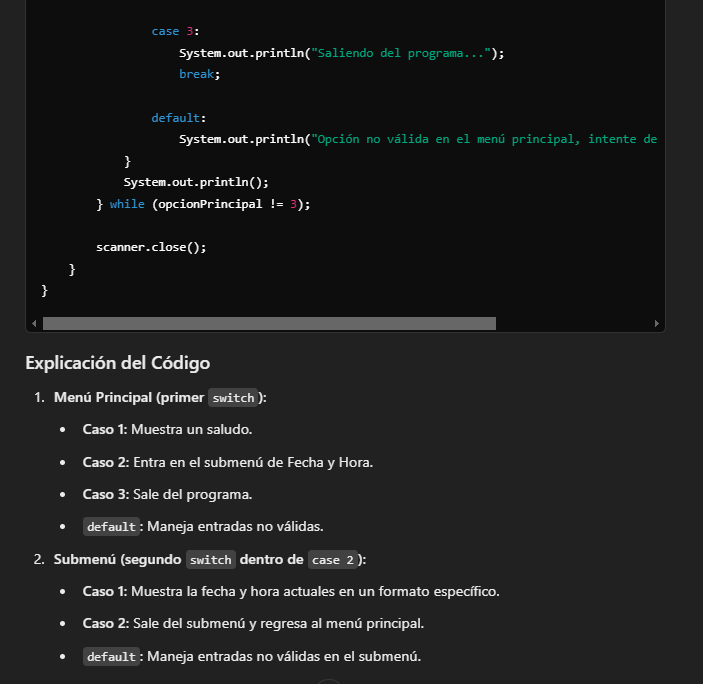 case 3:
System.out.println("Saliendo del programa...");
break;
default:
System.out.println("Opción no válida en el menú principal, intente de
}
System.out.println();
} while (opcionPrincipal != 3);
scanner.close();
}
}
Explicación del Código
1. Menú Principal (primer switch):
• Caso 1: Muestra un saludo.
• Caso 2: Entra en el submenú de Fecha y Hora.
• Caso 3: Sale del programa.
• default: Maneja entradas no válidas.
2. Submenú (segundo switch dentro de case 2):
• Caso 1: Muestra la fecha y hora actuales en un formato específico.
• Caso 2: Sale del submenú y regresa al menú principal.
• default: Maneja entradas no válidas en el submenú.